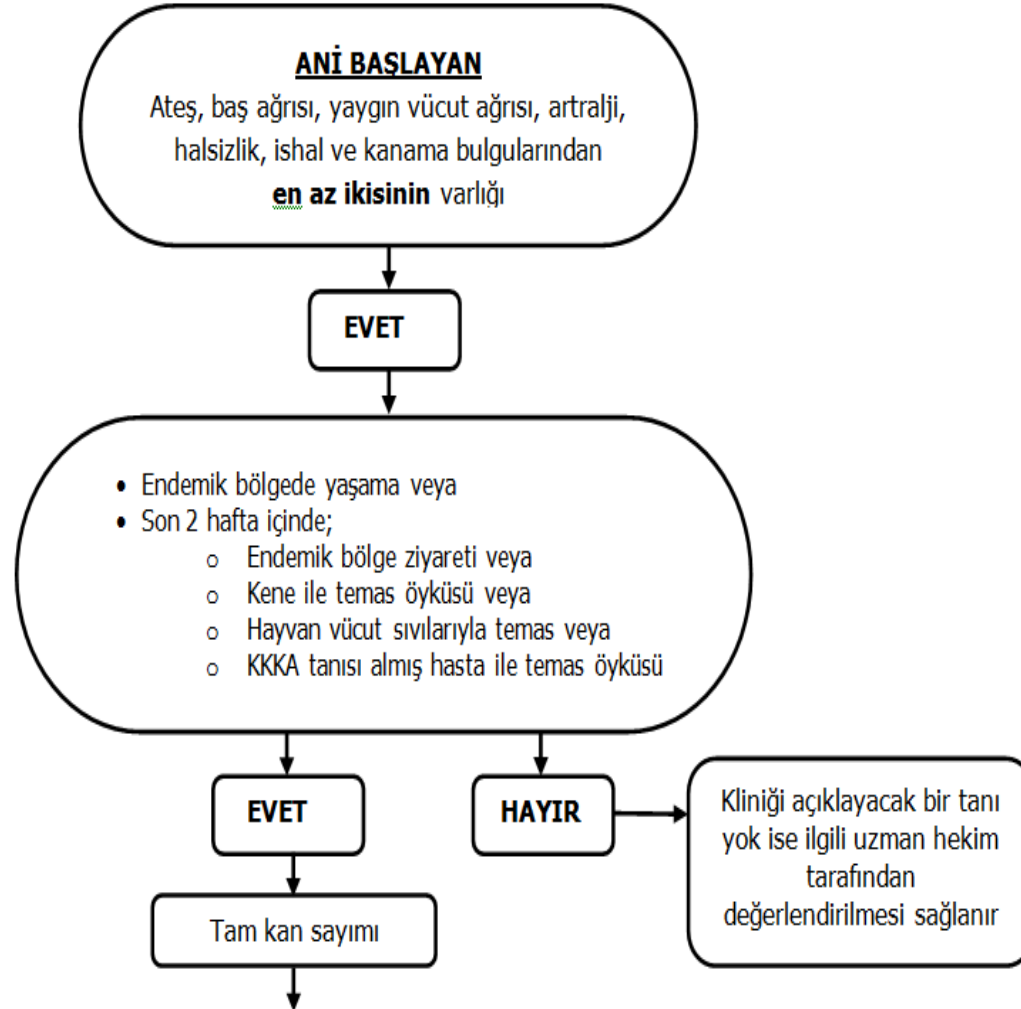 ANİ BAŞLAYAN
Ateş, baş ağrısı, yaygın vücut ağrısı, artralji,
halsizlik, ishal ve kanama bulgularından
en az ikisinin varlığı
EVET
• Endemik bölgede yaşama veya
• Son 2 hafta içinde;
o Endemik bölge ziyareti veya
o Kene ile temas öyküsü veya
o Hayvan vücut sıvılarıyla temas veya
o KKKA tanısı almış hasta ile temas öyküsü
EVET
HAYIR
Kliniği açıklayacak bir tanı
yok ise ilgili uzman hekim
tarafından
değerlendirilmesi sağlanır
Tam kan sayımı